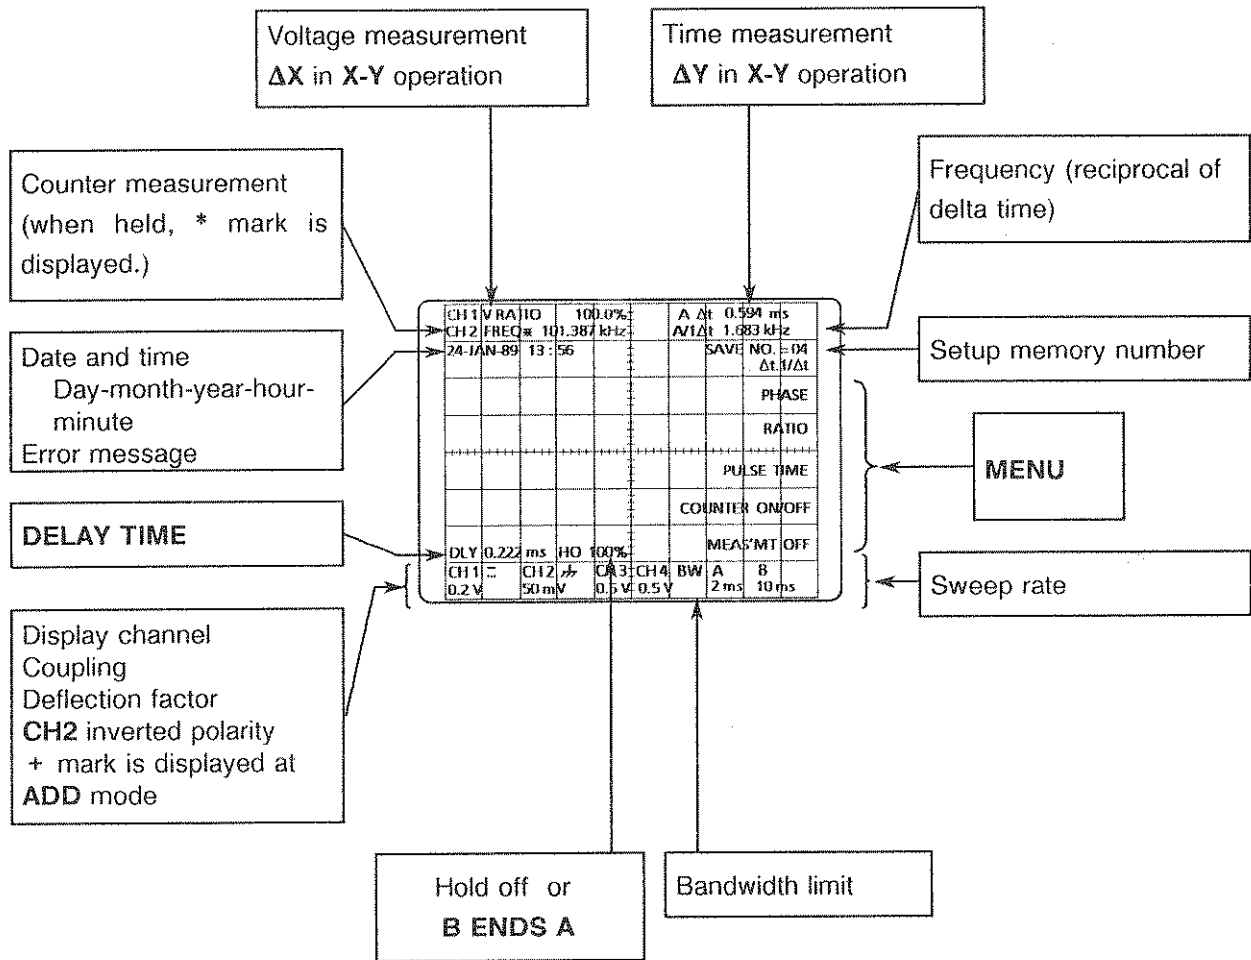 Voltage measurement
ΔX in X-Y operation
Time measurement
ΔY in X-Y operation
Counter measurement
(when held, * mark is
displayed.)
Frequency (reciprocal of
delta time)
Date and time
Day-month-year-hour-
minute
Error message
Setup memory number
MENU
DELAY TIME
Sweep rate
Display channel
Coupling
Deflection factor
CH2 inverted polarity
+ mark is displayed at
ADD mode
Hold off or
B ENDS A
Bandwidth limit
CH1 V RATIO 100.0%
A Δt 0.594 ms
CH2 FREQ* 101.387 kHz
A/1Δt 1.683 kHz
24-JAN-89 13:56
SAVE NO.=04
Δt.1/Δt
PHASE
RATIO
PULSE TIME
COUNTER ON/OFF
MEAS'MT OFF
DLY 0.222 ms HO 100%
CH1 CH2 CH3 CH4 BW A B
0.2 V 50 mV 0.5 V 0.5 V 2 ms 10 ms